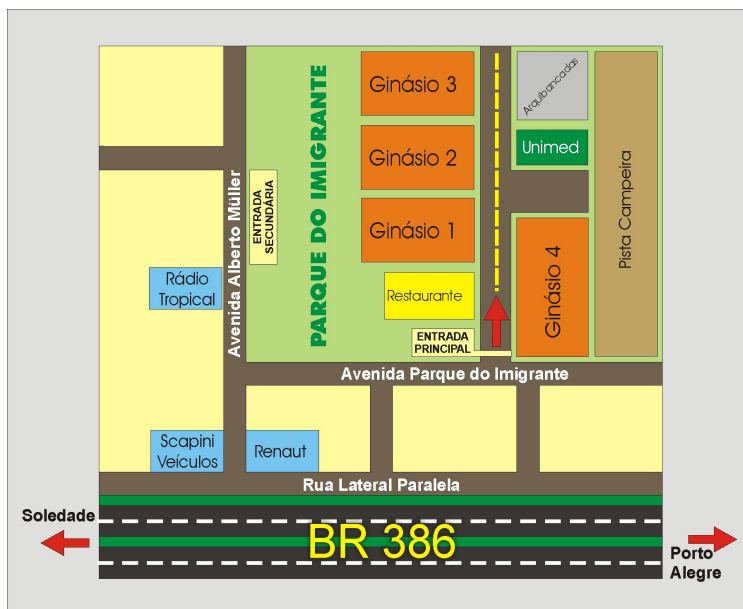 Ginásio 3
Arquibancadas
PARQUE DO IMIGRANTE
Ginásio 2
Unimed
Avenida Alberto Müller
ENTRADA
SECUNDÁRIA
Ginásio 1
Pista Campeira
Rádio
Tropical
Restaurante
Ginásio 4
ENTRADA
PRINCIPAL
Avenida Parque do Imigrante
Scapini
Veículos
Renaut
Rua Lateral Paralela
Soledade
BR 386
Porto
Alegre